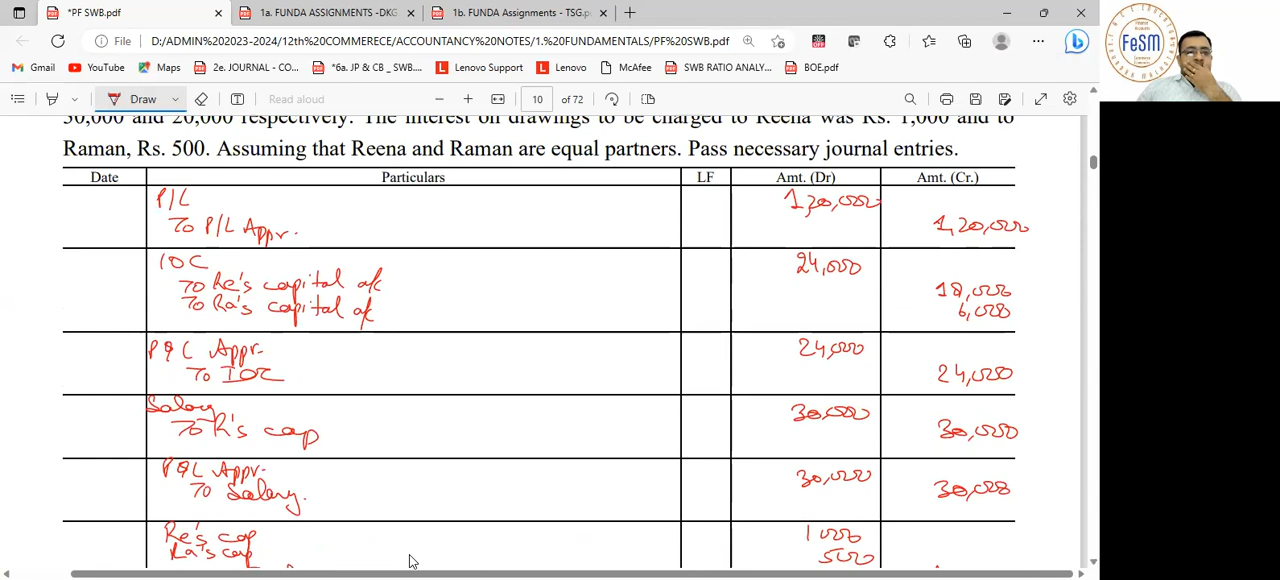 *PF SWB.pdf
1a. FUNDA ASSIGNMENTS -DKG
1b. FUNDA Assignments - TSG.p
File
D:/ADMIN%202023-2024/12th%20COMMERECE/ACCOUNTANCE%20NOTES/1.%20FUNDAMENTALS/PF%20SWB.pdf
Gmail
YouTube
Maps
2e. JOURNAL - CO...
*6a. JP & CB _ SWB....
Lenovo Support
Lenovo
McAfee
SWB RATIO ANALY...
BOE.pdf
Draw
Read aloud
10 of 72
30,000 and 20,000 respectively. The interest on drawings to be charged to Reena was Rs. 1,000 and to
Raman, Rs. 500. Assuming that Reena and Raman are equal partners. Pass necessary journal entries.
Date Particulars LF Amt. (Dr) Amt. (Cr.)
P/L 1,20,000
To P/L Appr. 1,20,000
IOC 24,000
To Re's capital a/c 18,000
To Ra's capital a/c 6,000
P&L Appr. 24,000
To IOC 24,000
Salary 30,000
To R's cap 30,000
P&L Appr. 30,000
To Salary. 30,000
Re's cap 1000
Ra's cap 500
FeSM